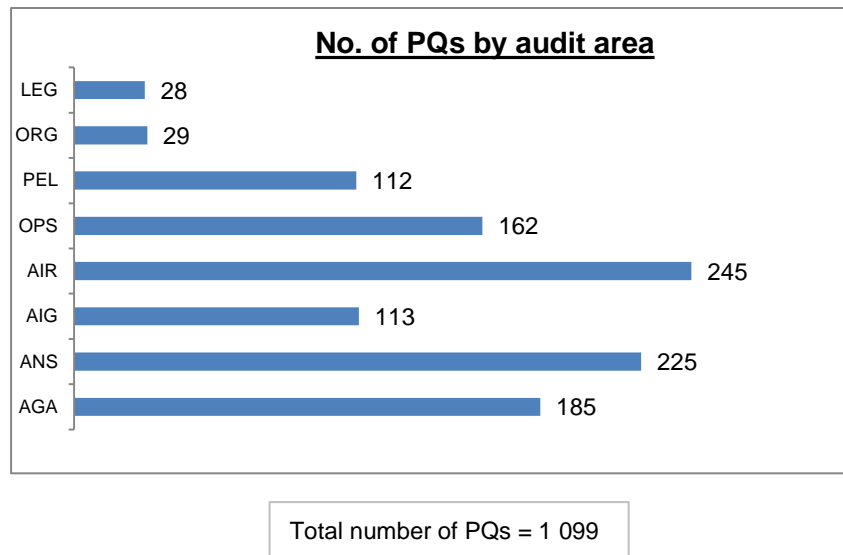 No. of PQs by audit area
LEG 28
ORG 29
PEL 112
OPS 162
AIR 245
AIG 113
ANS 225
AGA 185
Total number of PQs = 1 099